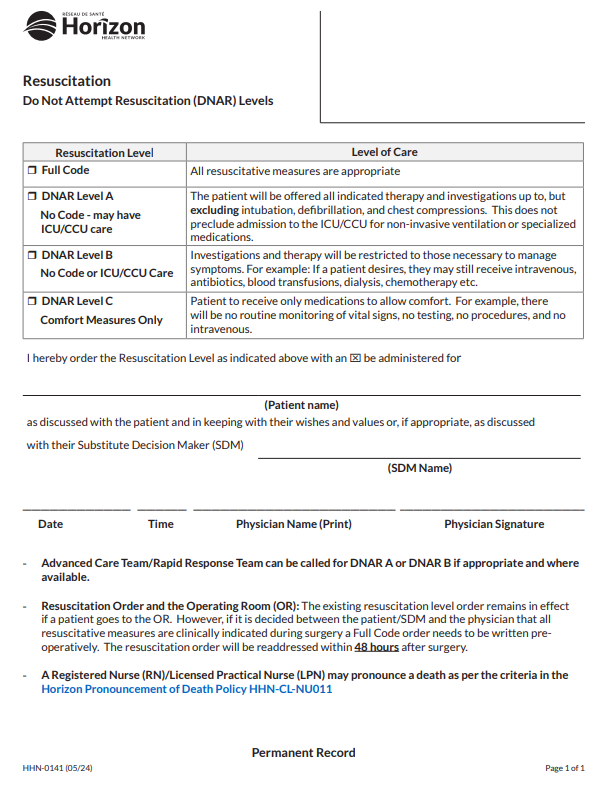 RÉSEAU DE SANTÉ
Horizon
HEALTH NETWORK
Resuscitation
Do Not Attempt Resuscitation (DNAR) Levels
Resuscitation Level
Level of Care
❒ Full Code
All resuscitative measures are appropriate
❒ DNAR Level A
No Code - may have
ICU/CCU care
The patient will be offered all indicated therapy and investigations up to, but
excluding intubation, defibrillation, and chest compressions. This does not
preclude admission to the ICU/CCU for non-invasive ventilation or specialized
medications.
❒ DNAR Level B
No Code or ICU/CCU Care
Investigations and therapy will be restricted to those necessary to manage
symptoms. For example: If a patient desires, they may still receive intravenous,
antibiotics, blood transfusions, dialysis, chemotherapy etc.
❒ DNAR Level C
Comfort Measures Only
Patient to receive only medications to allow comfort. For example, there
will be no routine monitoring of vital signs, no testing, no procedures, and no
intravenous.
I hereby order the Resuscitation Level as indicated above with an ☒ be administered for
(Patient name)
as discussed with the patient and in keeping with their wishes and values or, if appropriate, as discussed
with their Substitute Decision Maker (SDM)
(SDM Name)
Date Time Physician Name (Print) Physician Signature
- Advanced Care Team/Rapid Response Team can be called for DNAR A or DNAR B if appropriate and where
available.
- Resuscitation Order and the Operating Room (OR): The existing resuscitation level order remains in effect
if a patient goes to the OR. However, if it is decided between the patient/SDM and the physician that all
resuscitative measures are clinically indicated during surgery a Full Code order needs to be written pre-
operatively. The resuscitation order will be readdressed within 48 hours after surgery.
- A Registered Nurse (RN)/Licensed Practical Nurse (LPN) may pronounce a death as per the criteria in the
Horizon Pronouncement of Death Policy HHN-CL-NU011
Permanent Record
HHN-0141 (05/24)
Page 1 of 1